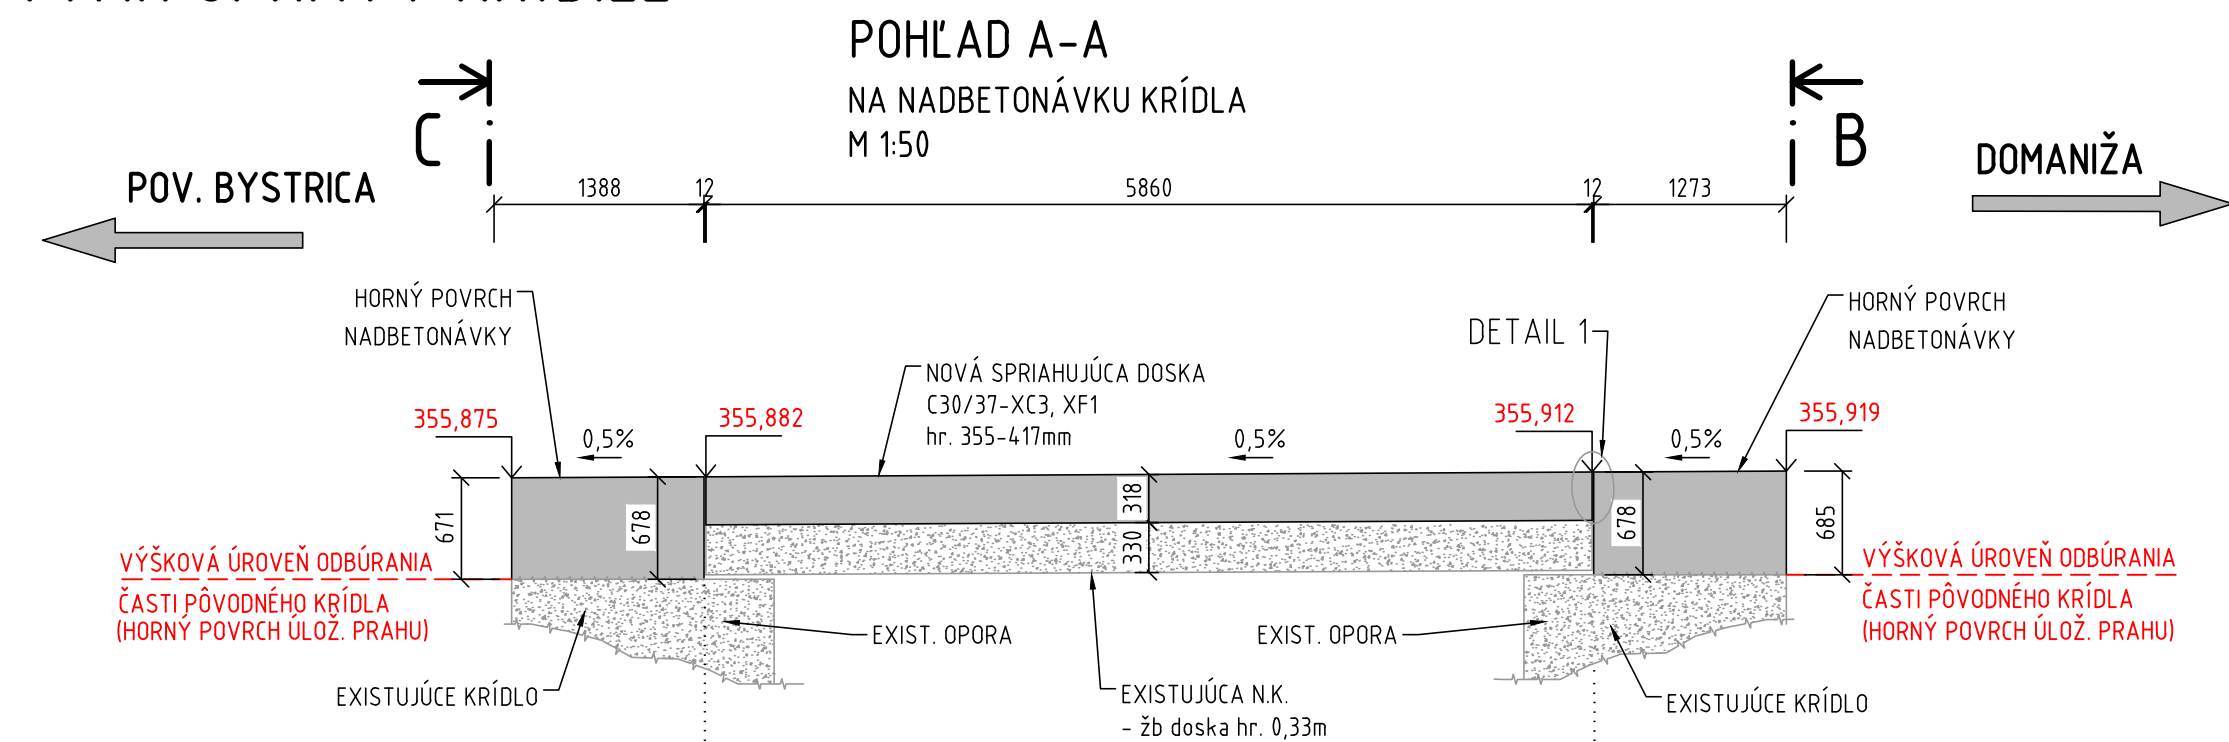 POHĽAD A-A
NA NADBETONÁVKU KRÍDLA
M 1:50
C
B
POV. BYSTRICA
DOMANIŽA
1388
12
5860
12
1273
HORNÝ POVRCH
NADBETONÁVKY
DETAIL 1
HORNÝ POVRCH
NADBETONÁVKY
NOVÁ SPRIAHUJÚCA DOSKA
C30/37-XC3, XF1
hr. 355-417mm
355,875
355,882
355,912
355,919
0,5%
0,5%
0,5%
671
678
318
330
678
685
VÝŠKOVÁ ÚROVEŇ ODBÚRANIA
ČASTI PÔVODNÉHO KRÍDLA
(HORNÝ POVRCH ÚLOŽ. PRAHU)
VÝŠKOVÁ ÚROVEŇ ODBÚRANIA
ČASTI PÔVODNÉHO KRÍDLA
(HORNÝ POVRCH ÚLOŽ. PRAHU)
EXIST. OPORA
EXIST. OPORA
EXISTUJÚCE KRÍDLO
EXISTUJÚCA N.K.
- žb doska hr. 0,33m
EXISTUJÚCE KRÍDLO